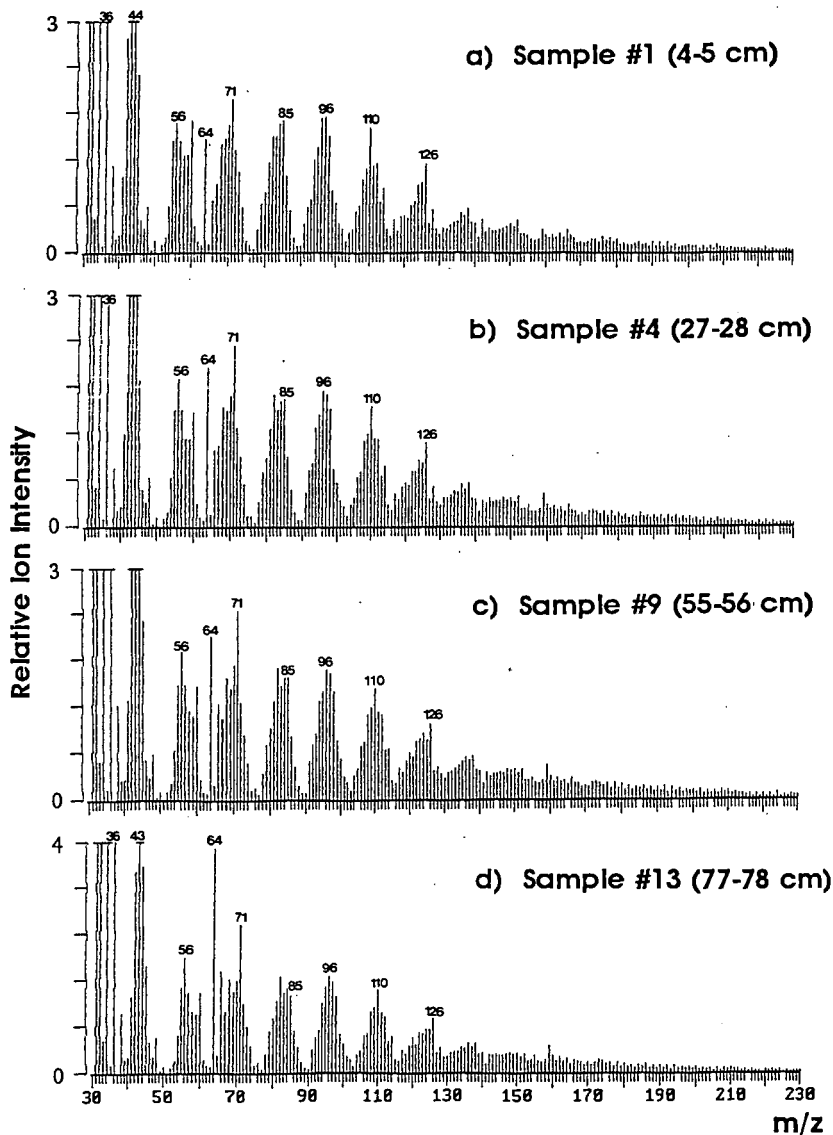 3
36 44
a) Sample #1 (4-5 cm)
56 64 71 85 96 110 126
0
3
36
b) Sample #4 (27-28 cm)
56 64 71 85 96 110 126
0
Relative Ion Intensity
3
c) Sample #9 (55-56 cm)
56 64 71 85 96 110 126
0
4
36 43 64
d) Sample #13 (77-78 cm)
56 71 85 96 110 126
0
30 70 90 110 130 150 170 190 210 230
m/z